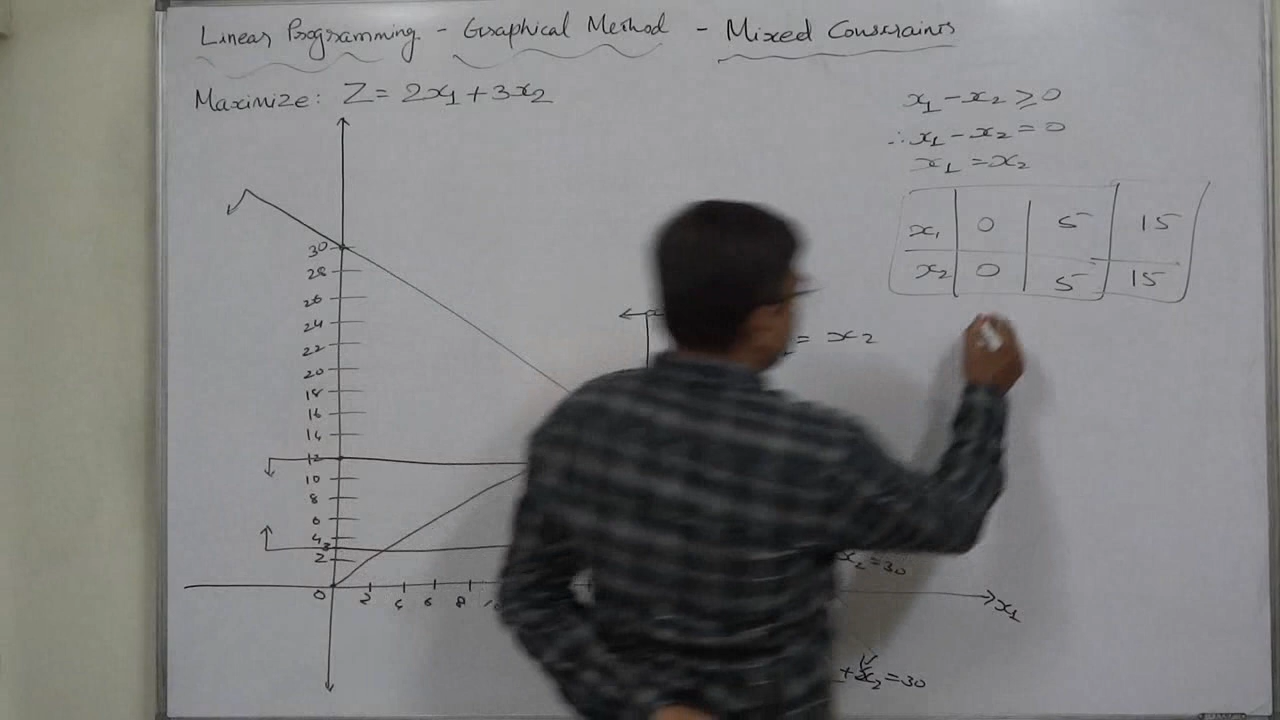 Linear Programming - Graphical Method - Mixed Constraints
Maximize: Z = 2x₁ + 3x₂
x₁ - x₂ ≥ 0
∴ x₁ - x₂ = 0
x₁ = x₂
x₁ 0 5 15
x₂ 0 5 15
30
28
26
24
22
20
18
16
14
12
10
8
6
4
3
2
0 2 4 6 8 10
= x₂
x₂ = 30
x₁
+ x₂ = 30